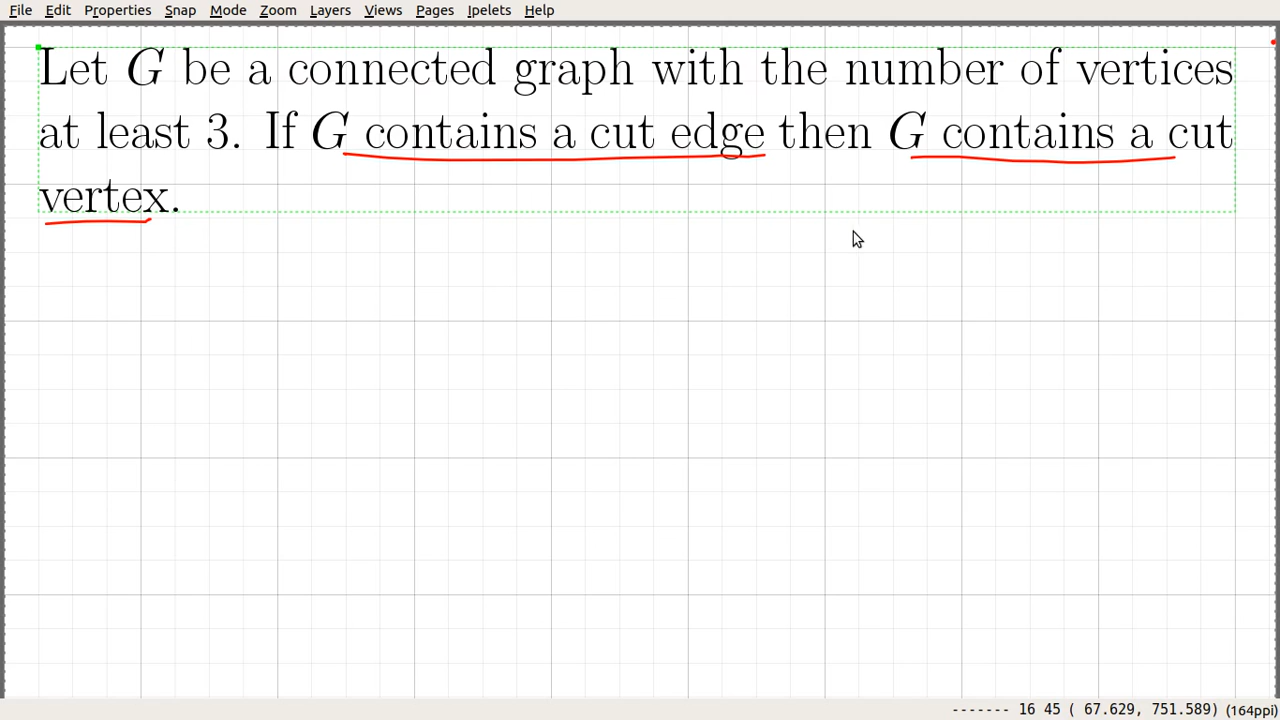 File Edit Properties Snap Mode Zoom Layers Views Pages Ipelets Help
Let G be a connected graph with the number of vertices
at least 3. If G contains a cut edge then G contains a cut
vertex.
------- 16 45 ( 67.629, 751.589) (164ppi)